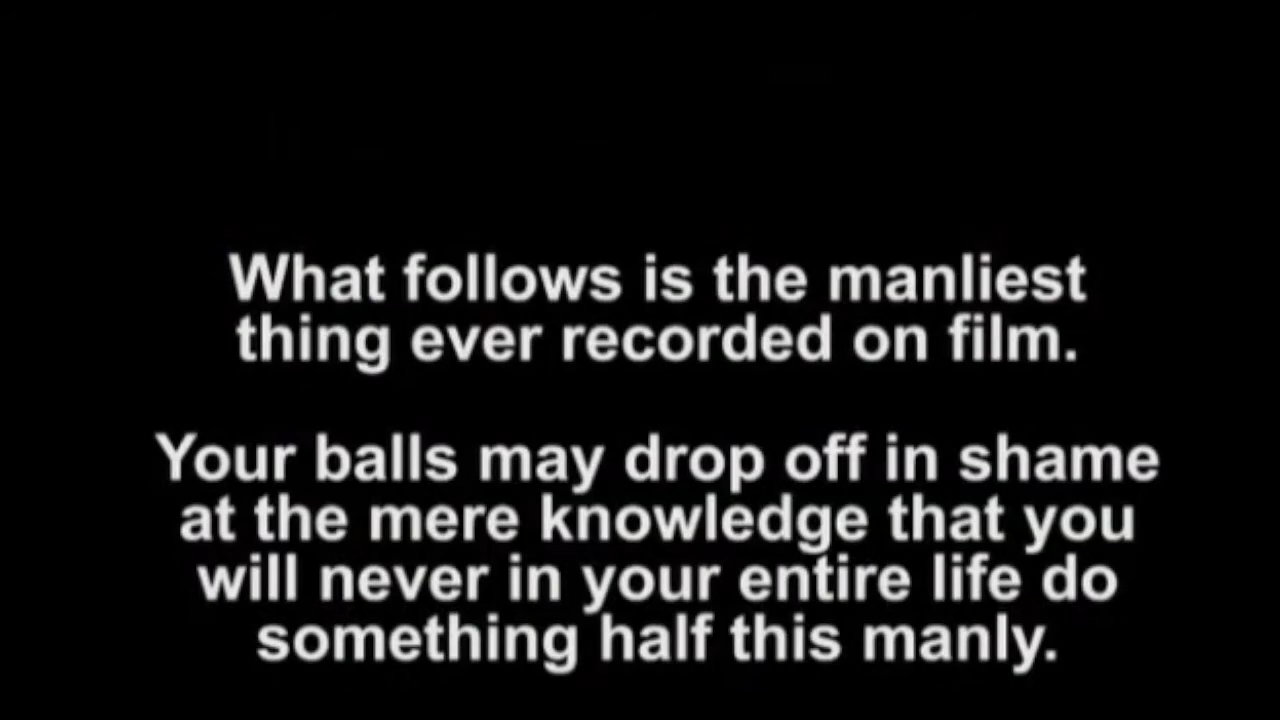 What follows is the manliest
thing ever recorded on film.
Your balls may drop off in shame
at the mere knowledge that you
will never in your entire life do
something half this manly.